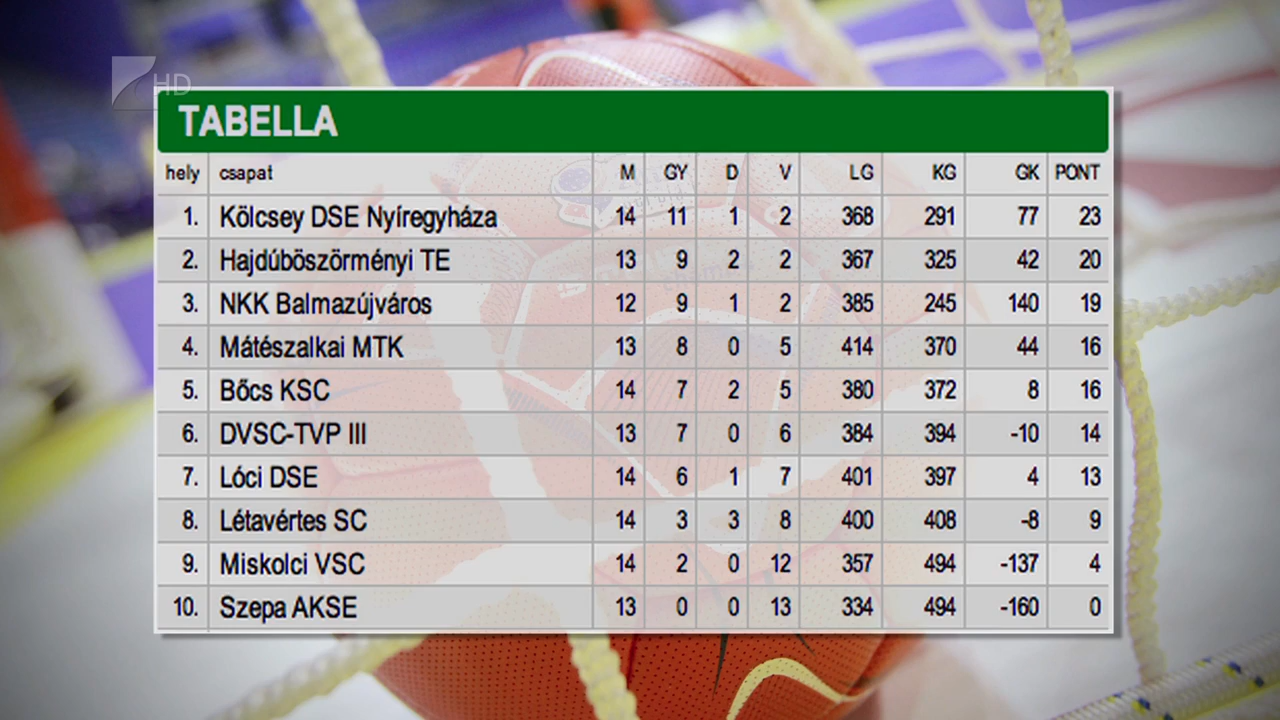 HD
TABELLA
hely csapat M GY D V LG KG GK PONT
1. Kölcsey DSE Nyíregyháza 14 11 1 2 368 291 77 23
2. Hajdúböszörményi TE 13 9 2 2 367 325 42 20
3. NKK Balmazújváros 12 9 1 2 385 245 140 19
4. Mátészalkai MTK 13 8 0 5 414 370 44 16
5. Bőcs KSC 14 7 2 5 380 372 8 16
6. DVSC-TVP III 13 7 0 6 384 394 -10 14
7. Lóci DSE 14 6 1 7 401 397 4 13
8. Létavértes SC 14 3 3 8 400 408 -8 9
9. Miskolci VSC 14 2 0 12 357 494 -137 4
10. Szepa AKSE 13 0 0 13 334 494 -160 0